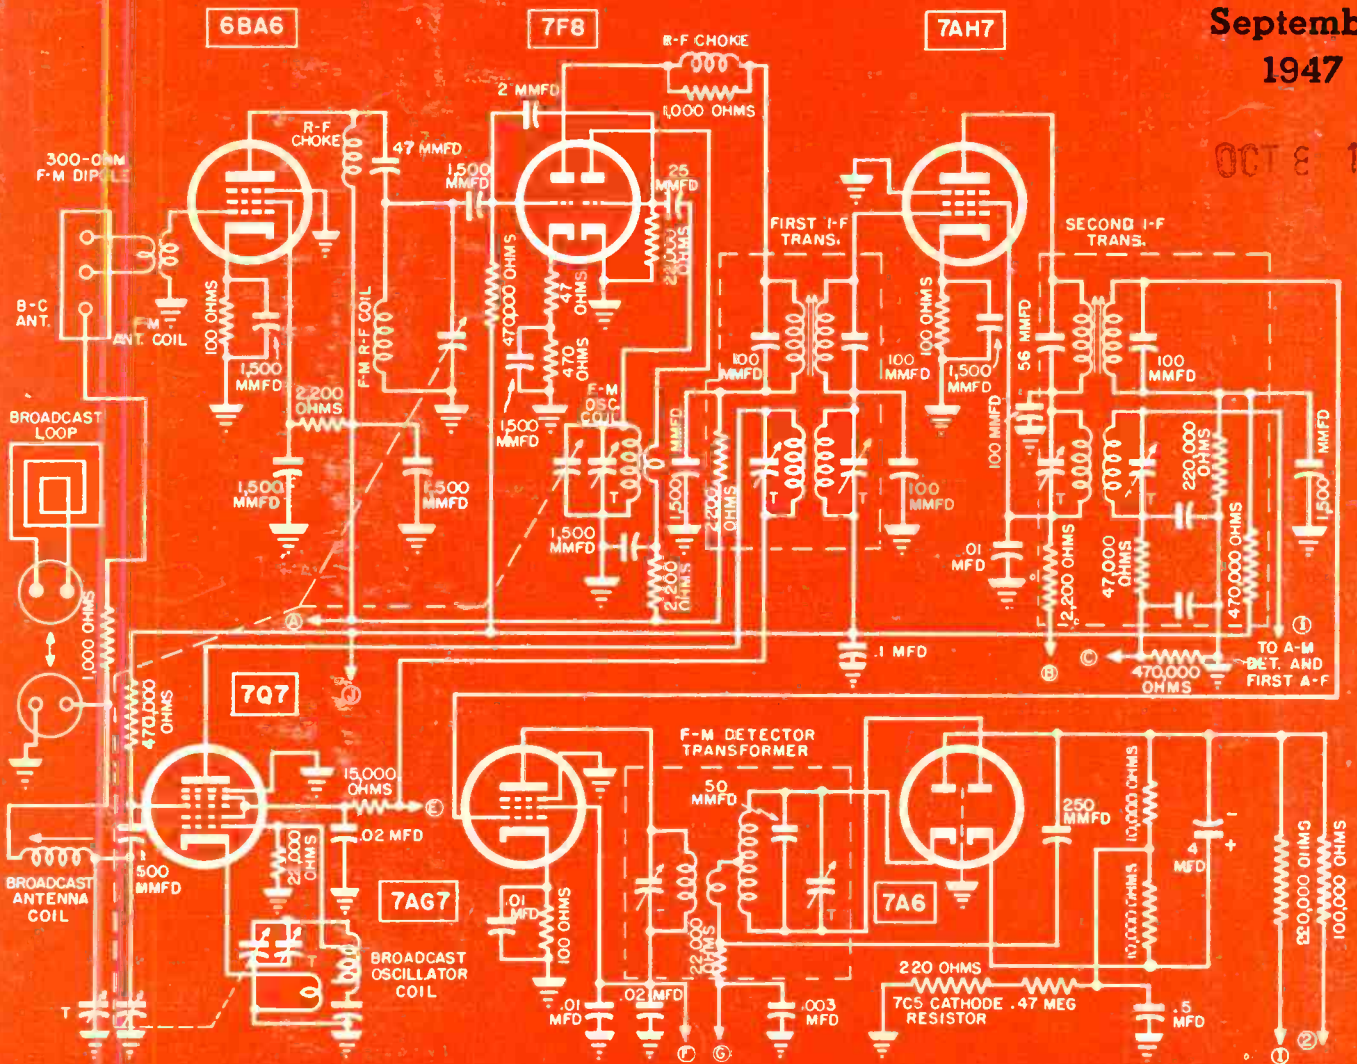 6BA6
7F8
7AH7
Septemb
1947
OCT 8 1
R-F CHOKE
1,000 OHMS
2 MMFD
R-F
CHOKE
47 MMFD
1,500
MMFD
25
MMFD
300-OHM
F-M DIPOLE
B-C
ANT.
F-M
ANT. COIL
100 OHMS
1,500
MMFD
2,200
OHMS
F-M R-F COIL
470,000 OHMS
47
OHMS
470
OHMS
1,500
MMFD
22,000
OHMS
FIRST I-F
TRANS.
SECOND I-F
TRANS.
100
MMFD
100
MMFD
100 OHMS
1,500
MMFD
56 MMFD
100
MMFD
100 MMFD
F-M
OSC.
COIL
T
1,500 MMFD
2,200
OHMS
T
T
100
MMFD
T
T
220,000
OHMS
1,500 MMFD
BROADCAST
LOOP
1,500
MMFD
1,500
MMFD
1,500
MMFD
2,200
OHMS
.01
MFD
2,200 OHMS
47,000
OHMS
470,000 OHMS
1,000 OHMS
A
J
.1 MFD
B
C
470,000
OHMS
1
TO A-M
DET. AND
FIRST A-F
470,000
OHMS
7Q7
15,000
OHMS
E
.02 MFD
22,000
OHMS
500
MMFD
BROADCAST
ANTENNA
COIL
T
T
BROADCAST
OSCILLATOR
COIL
7AG7
.01
MFD
100 OHMS
F-M DETECTOR
TRANSFORMER
50
MMFD
T
T
22,000
OHMS
.01
MFD
.02 MFD
F
G
.003
MFD
7A6
250
MMFD
10,000 OHMS
10,000 OHMS
4
MFD
-
+
220,000 OHMS
100,000 OHMS
220 OHMS
7C5 CATHODE
RESISTOR
.47 MEG
.5
MFD
1
2